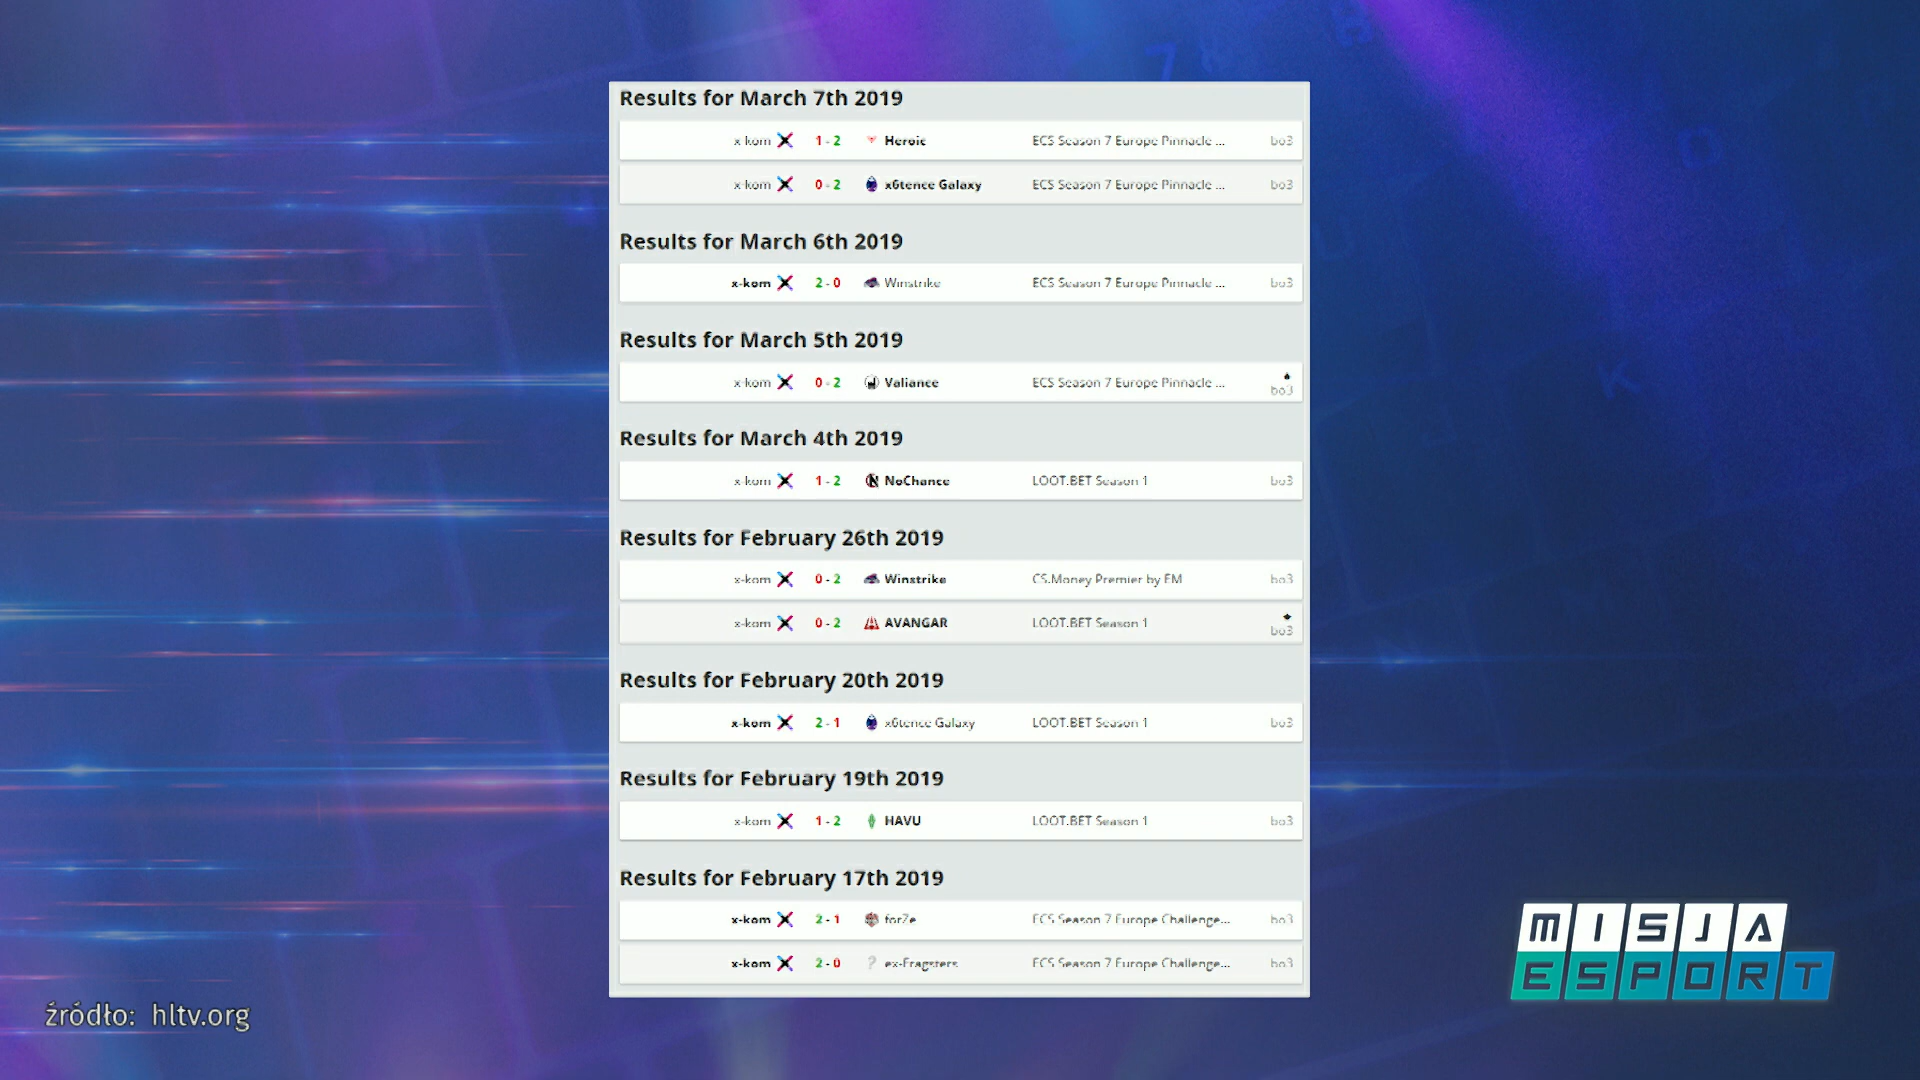 Results for March 7th 2019
x-kom 1 - 2 Heroic ECS Season 7 Europe Pinnacle ... bo3
x-kom 0 - 2 x6tence Galaxy ECS Season 7 Europe Pinnacle ... bo3
Results for March 6th 2019
x-kom 2 - 0 Winstrike ECS Season 7 Europe Pinnacle ... bo3
Results for March 5th 2019
x-kom 0 - 2 Valiance ECS Season 7 Europe Pinnacle ... bo3
Results for March 4th 2019
x-kom 1 - 2 NoChance LOOT.BET Season 1 bo3
Results for February 26th 2019
x-kom 0 - 2 Winstrike CS.Money Premier by EM bo3
x-kom 0 - 2 AVANGAR LOOT.BET Season 1 bo3
Results for February 20th 2019
x-kom 2 - 1 x6tence Galaxy LOOT.BET Season 1 bo3
Results for February 19th 2019
x-kom 1 - 2 HAVU LOOT.BET Season 1 bo3
Results for February 17th 2019
x-kom 2 - 1 forZe ECS Season 7 Europe Challenge... bo3
x-kom 2 - 0 ex-Fragsters ECS Season 7 Europe Challenge... bo3
MISJA
ESPORT
źródło: hltv.org